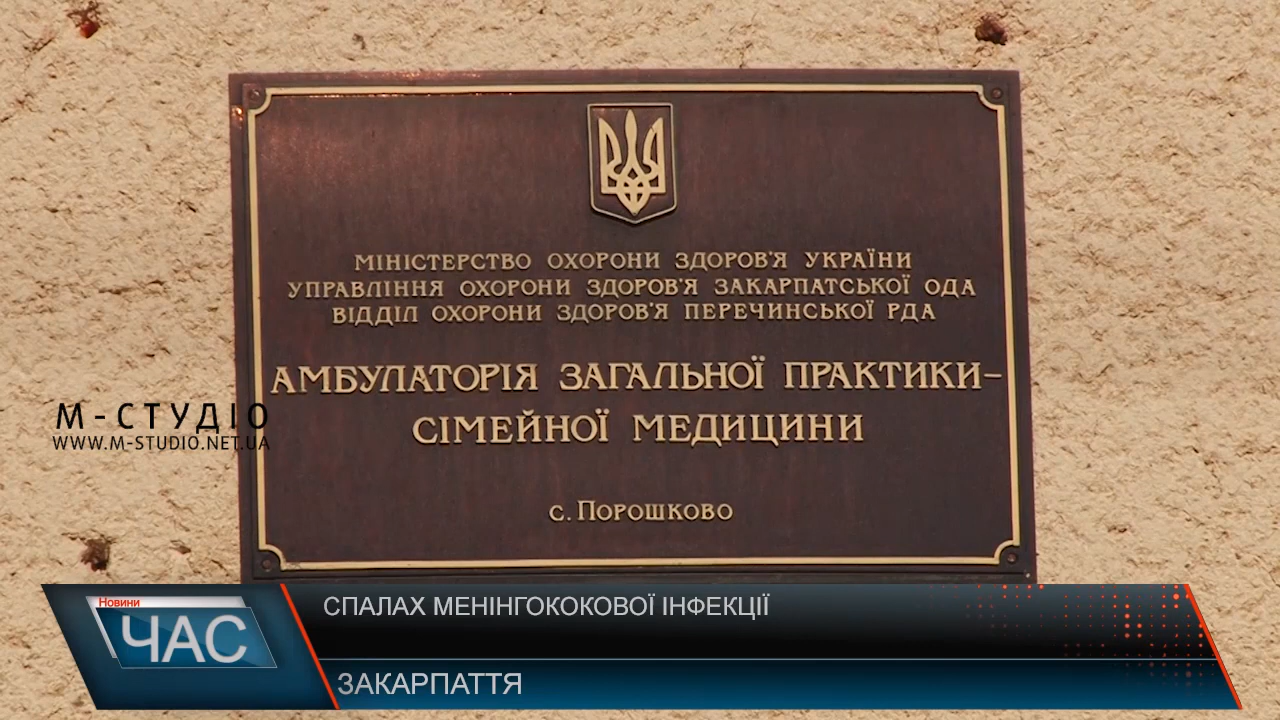 МІНІСТЕРСТВО ОХОРОНИ ЗДОРОВ'Я УКРАЇНИ
УПРАВЛІННЯ ОХОРОНИ ЗДОРОВ'Я ЗАКАРПАТСЬКОЇ ОДА
ВІДДІЛ ОХОРОНИ ЗДОРОВ'Я ПЕРЕЧИНСЬКОЇ РДА
АМБУЛАТОРІЯ ЗАГАЛЬНОЇ ПРАКТИКИ–
СІМЕЙНОЇ МЕДИЦИНИ
с. Порошково
М-СТУДІО
WWW.M-STUDIO.NET.UA
Новини
ЧАС
СПАЛАХ МЕНІНГОКОКОВОЇ ІНФЕКЦІЇ
ЗАКАРПАТТЯ